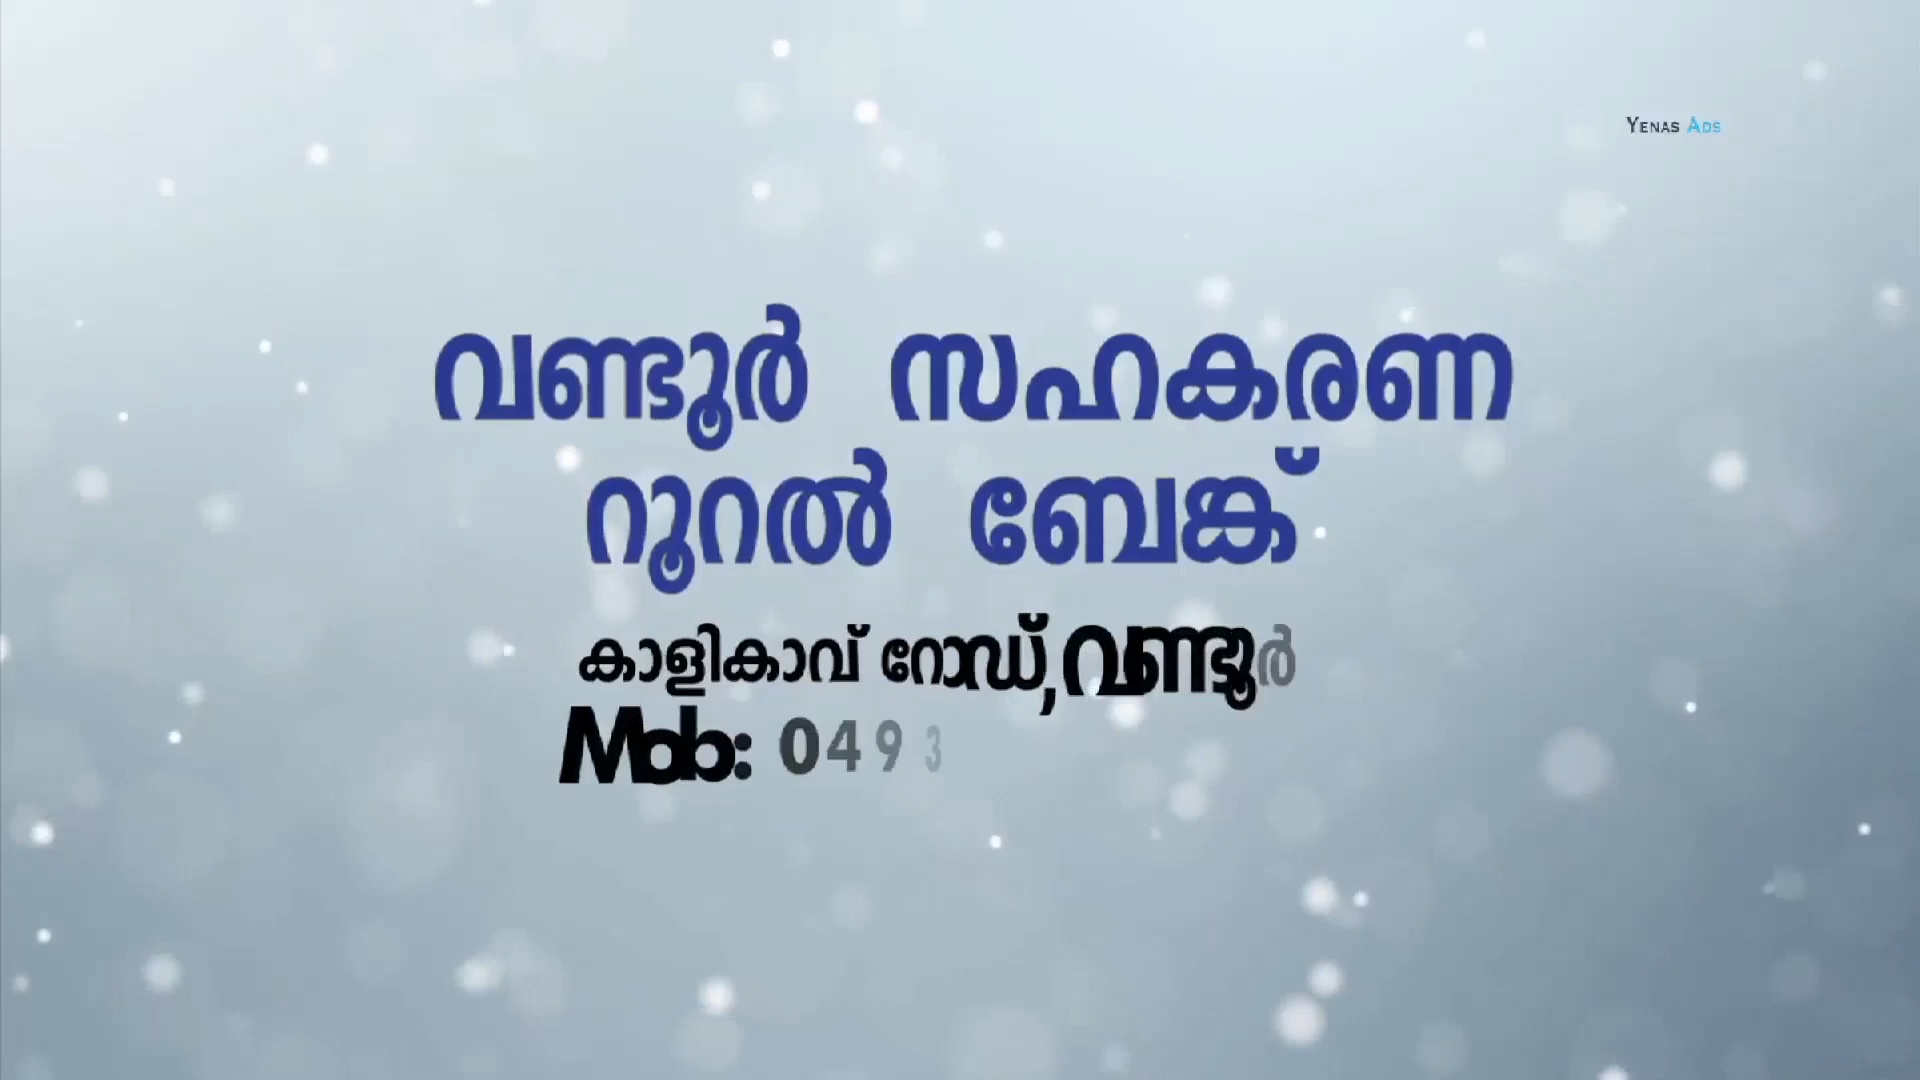 Yenas Ads
വണ്ടൂർ സഹകരണ
റൂറൽ ബേങ്ക്
കാളികാവ് റോഡ്,വണ്ടൂർ
Mob: 0493